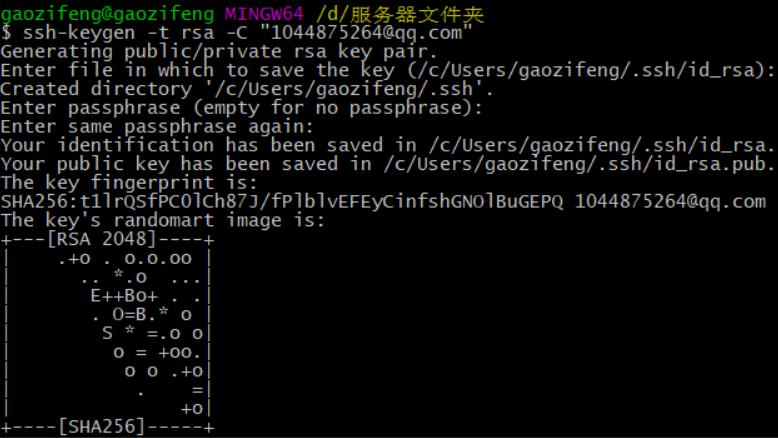 gaozifeng@gaozifeng MINGW64 /d/服务器文件夹
$ ssh-keygen -t rsa -C "1044875264@qq.com"
Generating public/private rsa key pair.
Enter file in which to save the key (/c/Users/gaozifeng/.ssh/id_rsa):
Created directory '/c/Users/gaozifeng/.ssh'.
Enter passphrase (empty for no passphrase):
Enter same passphrase again:
Your identification has been saved in /c/Users/gaozifeng/.ssh/id_rsa.
Your public key has been saved in /c/Users/gaozifeng/.ssh/id_rsa.pub.
The key fingerprint is:
SHA256:t1lrQSfPC0lCh87J/fPlblvEFEyCinfshGNOlBuGEPQ 1044875264@qq.com
The key's randomart image is:
+---[RSA 2048]----+
|    .+o . o.o.oo |
|      .. *.o  ...|
|       E++Bo+ . .|
|       . O=B.* o |
|        S * =.o o|
|         o = +oo.|
|          o o .+o|
|           .    =|
|               +o|
+----[SHA256]-----+